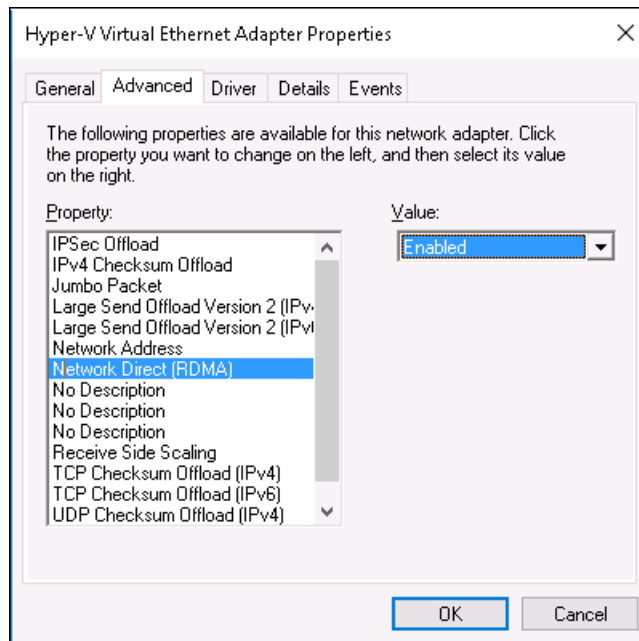 Hyper-V Virtual Ethernet Adapter Properties
General Advanced Driver Details Events
The following properties are available for this network adapter. Click
the property you want to change on the left, and then select its value
on the right.
Property:
Value:
IPSec Offload
IPv4 Checksum Offload
Jumbo Packet
Large Send Offload Version 2 (IPv
Large Send Offload Version 2 (IPv
Network Address
Network Direct (RDMA)
No Description
No Description
No Description
Receive Side Scaling
TCP Checksum Offload (IPv4)
TCP Checksum Offload (IPv6)
UDP Checksum Offload (IPv4)
Enabled
OK
Cancel